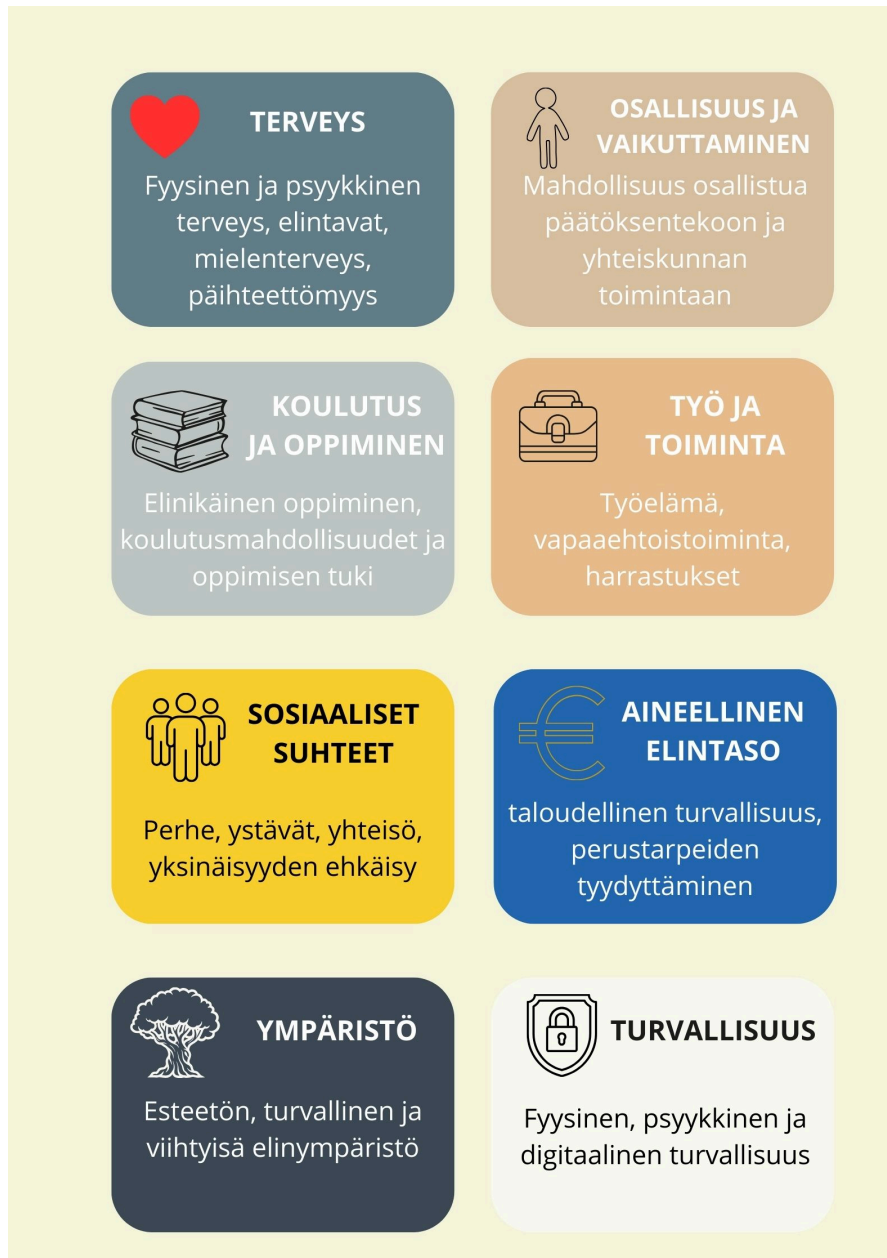 TERVEYS
Fyysinen ja psyykkinen
terveys, elintavat,
mielenterveys,
päihteettömyys
OSALLISUUS JA
VAIKUTTAMINEN
Mahdollisuus osallistua
päätöksentekoon ja
yhteiskunnan
toimintaan
KOULUTUS
JA OPPIMINEN
Elinikäinen oppiminen,
koulutusmahdollisuudet ja
oppimisen tuki
TYÖ JA
TOIMINTA
Työelämä,
vapaaehtoistoiminta,
harrastukset
SOSIAALISET
SUHTEET
Perhe, ystävät, yhteisö,
yksinäisyyden ehkäisy
AINEELLINEN
ELINTASO
taloudellinen turvallisuus,
perustarpeiden
tyydyttäminen
YMPÄRISTÖ
Esteetön, turvallinen ja
viihtyisä elinympäristö
TURVALLISUUS
Fyysinen, psyykkinen ja
digitaalinen turvallisuus